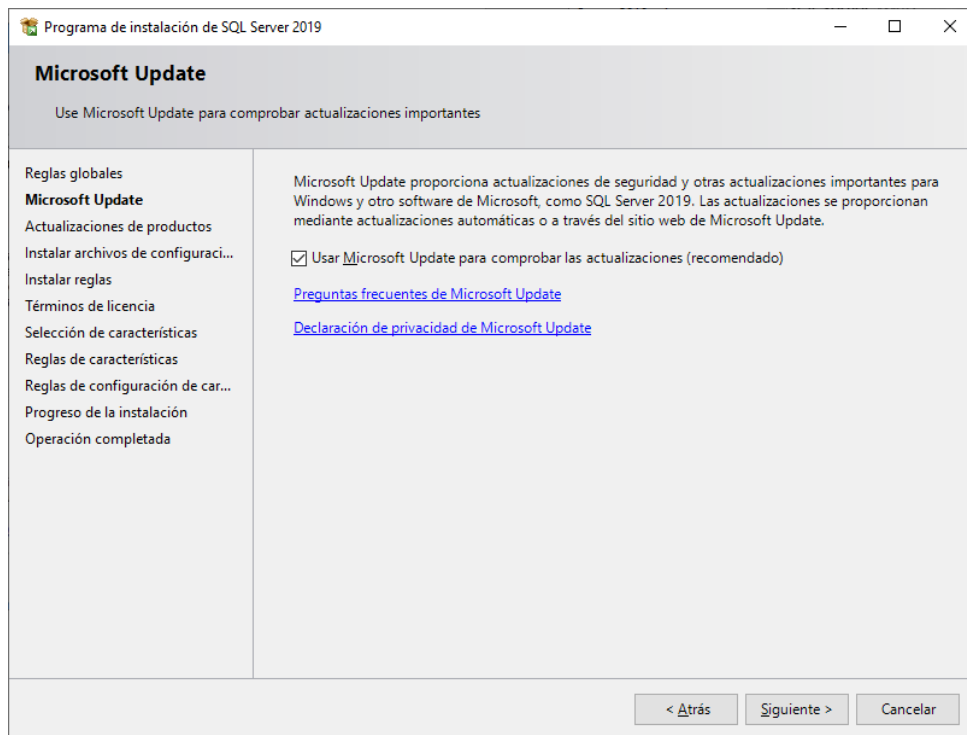 Programa de instalación de SQL Server 2019
Microsoft Update
Use Microsoft Update para comprobar actualizaciones importantes
Reglas globales
Microsoft Update
Actualizaciones de productos
Instalar archivos de configuraci...
Instalar reglas
Términos de licencia
Selección de características
Reglas de características
Reglas de configuración de car...
Progreso de la instalación
Operación completada
Microsoft Update proporciona actualizaciones de seguridad y otras actualizaciones importantes para
Windows y otro software de Microsoft, como SQL Server 2019. Las actualizaciones se proporcionan
mediante actualizaciones automáticas o a través del sitio web de Microsoft Update.
Usar Microsoft Update para comprobar las actualizaciones (recomendado)
Preguntas frecuentes de Microsoft Update
Declaración de privacidad de Microsoft Update
< Atrás
Siguiente >
Cancelar